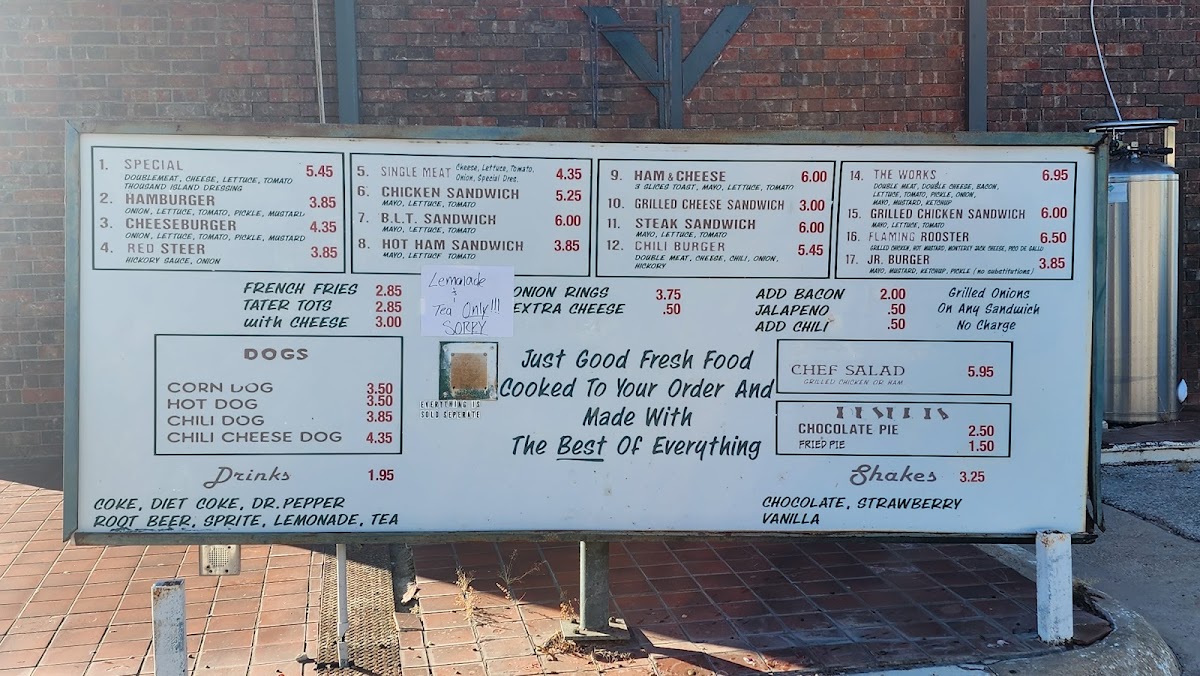 1. SPECIAL 5.45
DOUBLEMEAT, CHEESE, LETTUCE, TOMATO
THOUSAND ISLAND DRESSING
2. HAMBURGER 3.85
ONION, LETTUCE, TOMATO, PICKLE, MUSTARD
3. CHEESEBURGER 4.35
ONION, LETTUCE, TOMATO, PICKLE, MUSTARD
4. RED STEER 3.85
HICKORY SAUCE, ONION
5. SINGLE MEAT Cheese, Lettuce, Tomato, 4.35
Onion, Special Dres.
6. CHICKEN SANDWICH 5.25
MAYO, LETTUCE, TOMATO
7. B.L.T. SANDWICH 6.00
MAYO, LETTUCE, TOMATO
8. HOT HAM SANDWICH 3.85
MAYO, LETTUCE TOMATO
9. HAM & CHEESE 6.00
3 SLICES TOAST, MAYO, LETTUCE, TOMATO
10. GRILLED CHEESE SANDWICH 3.00
11. STEAK SANDWICH 6.00
MAYO, LETTUCE, TOMATO
12. CHILI BURGER 5.45
DOUBLE MEAT, CHEESE, CHILI, ONION,
HICKORY
14. THE WORKS 6.95
DOUBLE MEAT, DOUBLE CHEESE, BACON,
LETTUCE, TOMATO, PICKLE, ONION,
MAYO, MUSTARD, KETCHUP
15. GRILLED CHICKEN SANDWICH 6.00
MAYO, LETTUCE, TOMATO
16. FLAMING ROOSTER 6.50
GRILLED CHICKEN, HOT MUSTARD, MONTEREY JACK CHEESE, PICO DE GALLO
17. JR. BURGER 3.85
MAYO, MUSTARD, KETCHUP, PICKLE (no substitutions)
FRENCH FRIES 2.85
TATER TOTS 2.85
with CHEESE 3.00
Lemonade
&
Tea Only!!!
SORRY
ONION RINGS 3.75
EXTRA CHEESE .50
ADD BACON 2.00
JALAPENO .50
ADD CHILI .50
Grilled Onions
On Any Sandwich
No Charge
DOGS
CORN DOG 3.50
HOT DOG 3.50
CHILI DOG 3.85
CHILI CHEESE DOG 4.35
EVERYTHING IS
SOLD SEPERATE
Just Good Fresh Food
Cooked To Your Order And
Made With
The Best Of Everything
CHEF SALAD 5.95
GRILLED CHICKEN OR HAM
CHOCOLATE PIE 2.50
FRIED PIE 1.50
Drinks 1.95
COKE, DIET COKE, DR. PEPPER
ROOT BEER, SPRITE, LEMONADE, TEA
Shakes 3.25
CHOCOLATE, STRAWBERRY
VANILLA